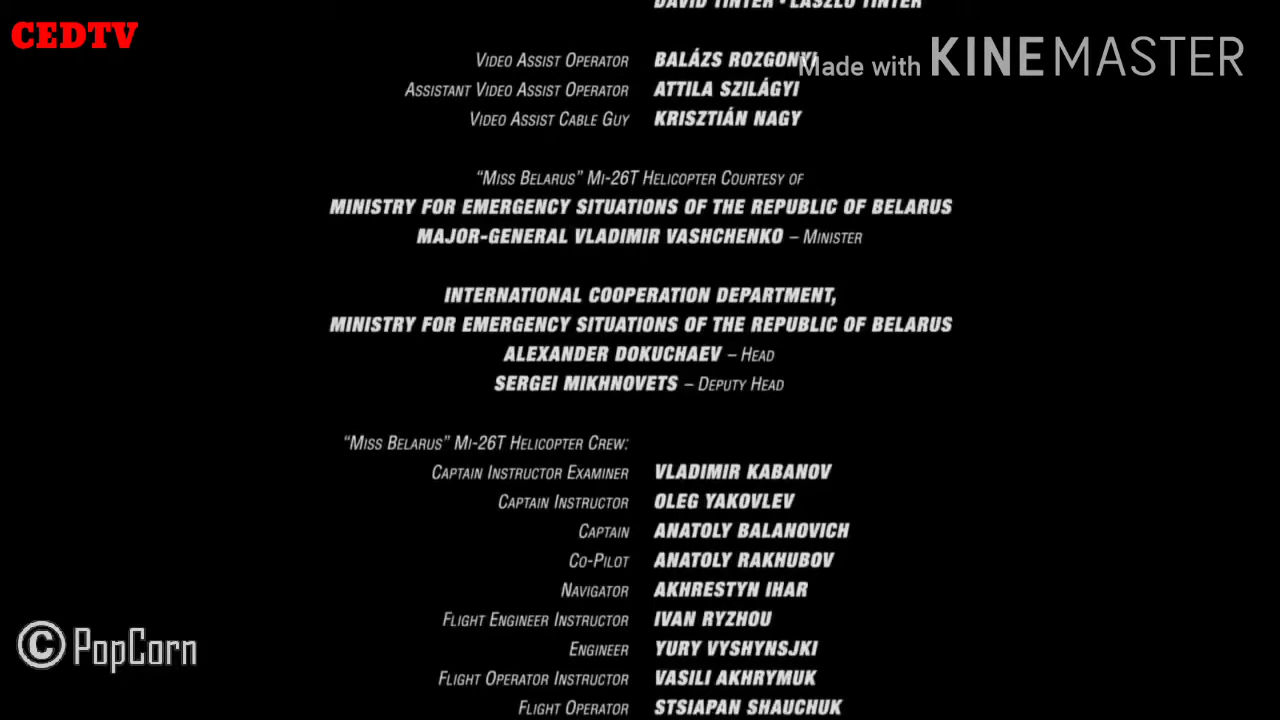 DAVID TINTER • LASZLO TINTER
CEDTV
Made with KINEMASTER
VIDEO ASSIST OPERATOR BALÁZS ROZGONYI
ASSISTANT VIDEO ASSIST OPERATOR ATTILA SZILÁGYI
VIDEO ASSIST CABLE GUY KRISZTIÁN NAGY
“MISS BELARUS” MI-26T HELICOPTER COURTESY OF
MINISTRY FOR EMERGENCY SITUATIONS OF THE REPUBLIC OF BELARUS
MAJOR-GENERAL VLADIMIR VASHCHENKO – MINISTER
INTERNATIONAL COOPERATION DEPARTMENT,
MINISTRY FOR EMERGENCY SITUATIONS OF THE REPUBLIC OF BELARUS
ALEXANDER DOKUCHAEV – HEAD
SERGEI MIKHNOVETS – DEPUTY HEAD
“MISS BELARUS” MI-26T HELICOPTER CREW:
CAPTAIN INSTRUCTOR EXAMINER VLADIMIR KABANOV
CAPTAIN INSTRUCTOR OLEG YAKOVLEV
CAPTAIN ANATOLY BALANOVICH
CO-PILOT ANATOLY RAKHUBOV
NAVIGATOR AKHRESTYN IHAR
FLIGHT ENGINEER INSTRUCTOR IVAN RYZHOU
ENGINEER YURY VYSHYNSJKI
FLIGHT OPERATOR INSTRUCTOR VASILI AKHRYMUK
FLIGHT OPERATOR STSIAPAN SHAUCHUK
© PopCorn